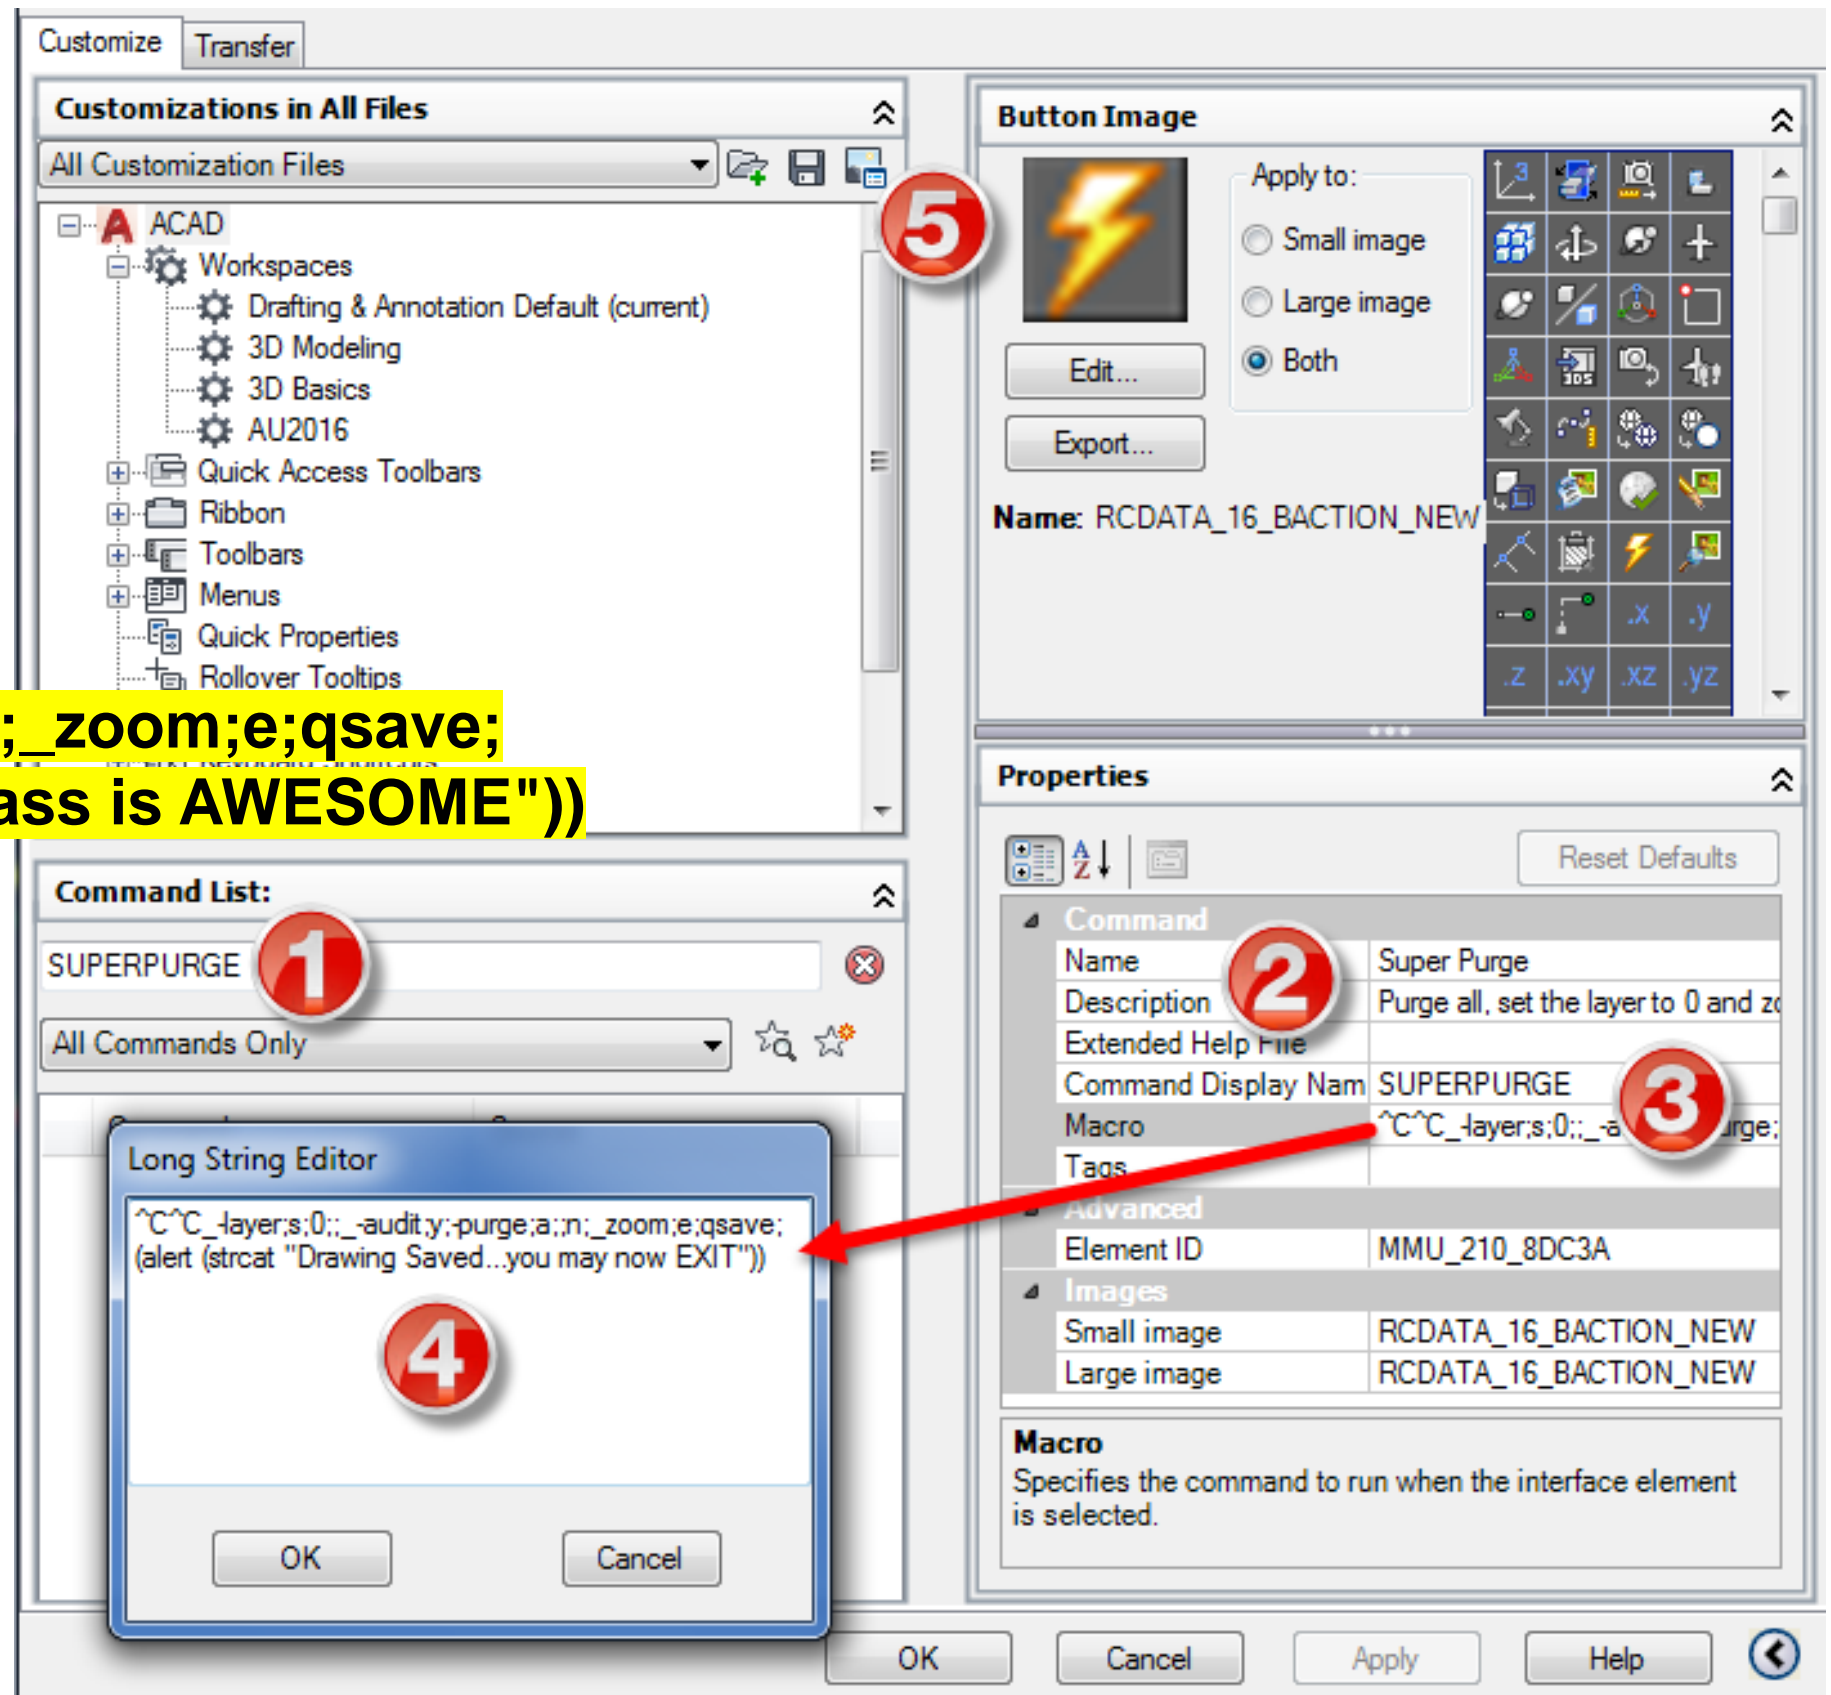 Customize Transfer
Customizations in All Files
All Customization Files
ACAD
Workspaces
Drafting & Annotation Default (current)
3D Modeling
3D Basics
AU2016
Quick Access Toolbars
Ribbon
Toolbars
Menus
Quick Properties
Rollover Tooltips
;_zoom;e;qsave;
ass is AWESOME"))
Command List:
SUPERPURGE
1
All Commands Only
Long String Editor
^C^C_-layer;s;0;;_-audit;y;-purge;a;;n;_zoom;e;qsave;
(alert (strcat "Drawing Saved...you may now EXIT"))
4
OK Cancel
5
Button Image
Apply to:
Small image
Large image
Both
Edit...
Export...
Name: RCDATA_16_BACTION_NEW
3
3DS
.x .y
.z .xy .xz .yz
Properties
Reset Defaults
Command
2
Name Super Purge
Description Purge all, set the layer to 0 and
Extended Help File
Command Display Nam SUPERPURGE
3
Macro ^C^C_-layer;s;0;;_-a urge;
Tags
Advanced
Element ID MMU_210_8DC3A
Images
Small image RCDATA_16_BACTION_NEW
Large image RCDATA_16_BACTION_NEW
Macro
Specifies the command to run when the interface element
is selected.
OK Cancel Apply Help